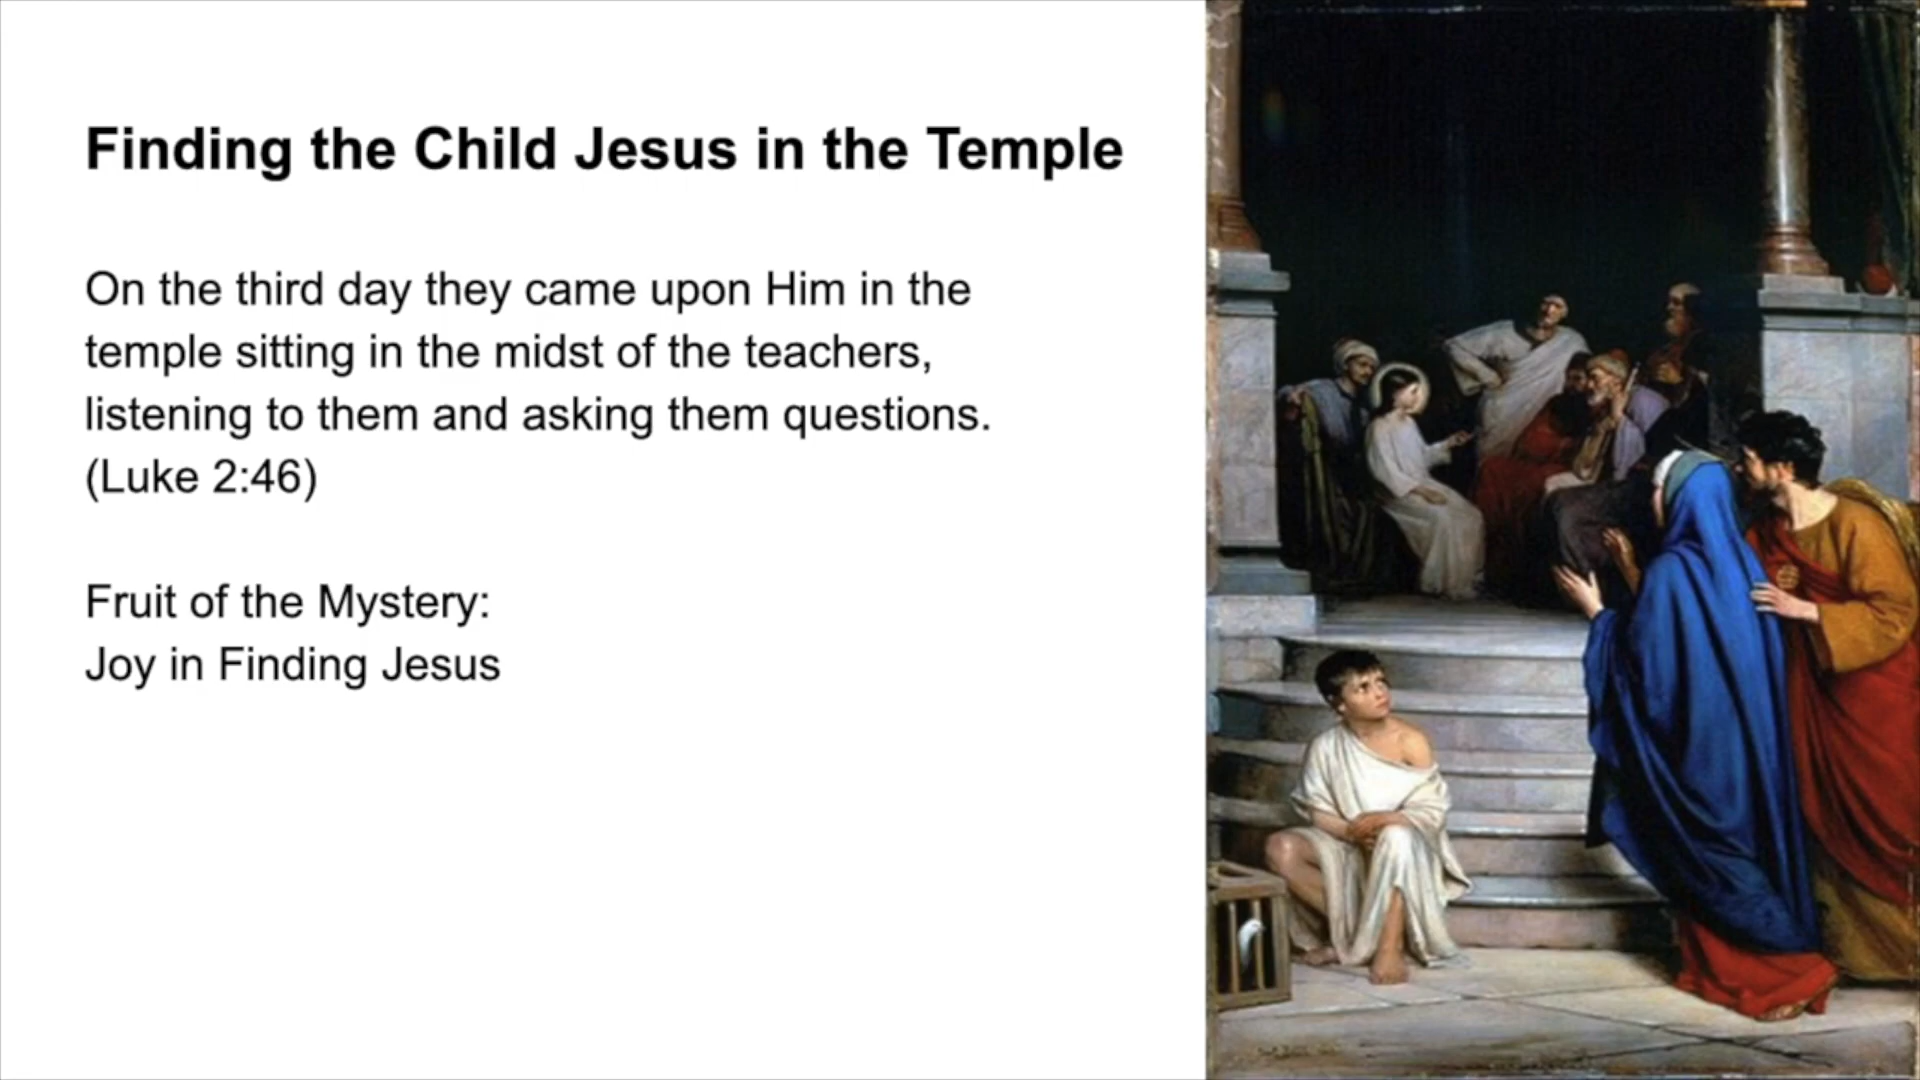 Finding the Child Jesus in the Temple
On the third day they came upon Him in the
temple sitting in the midst of the teachers,
listening to them and asking them questions.
(Luke 2:46)
Fruit of the Mystery:
Joy in Finding Jesus